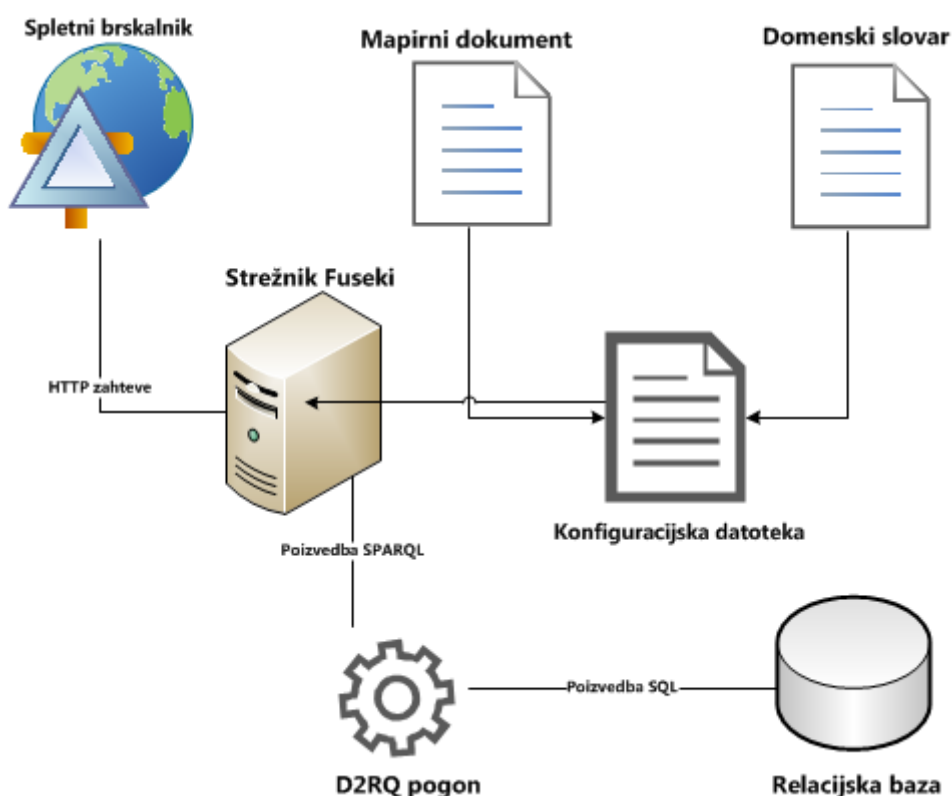 Spletni brskalnik
Mapirni dokument
Domenski slovar
Strežnik Fuseki
HTTP zahteve
Konfiguracijska datoteka
Poizvedba SPARQL
Poizvedba SQL
D2RQ pogon
Relacijska baza